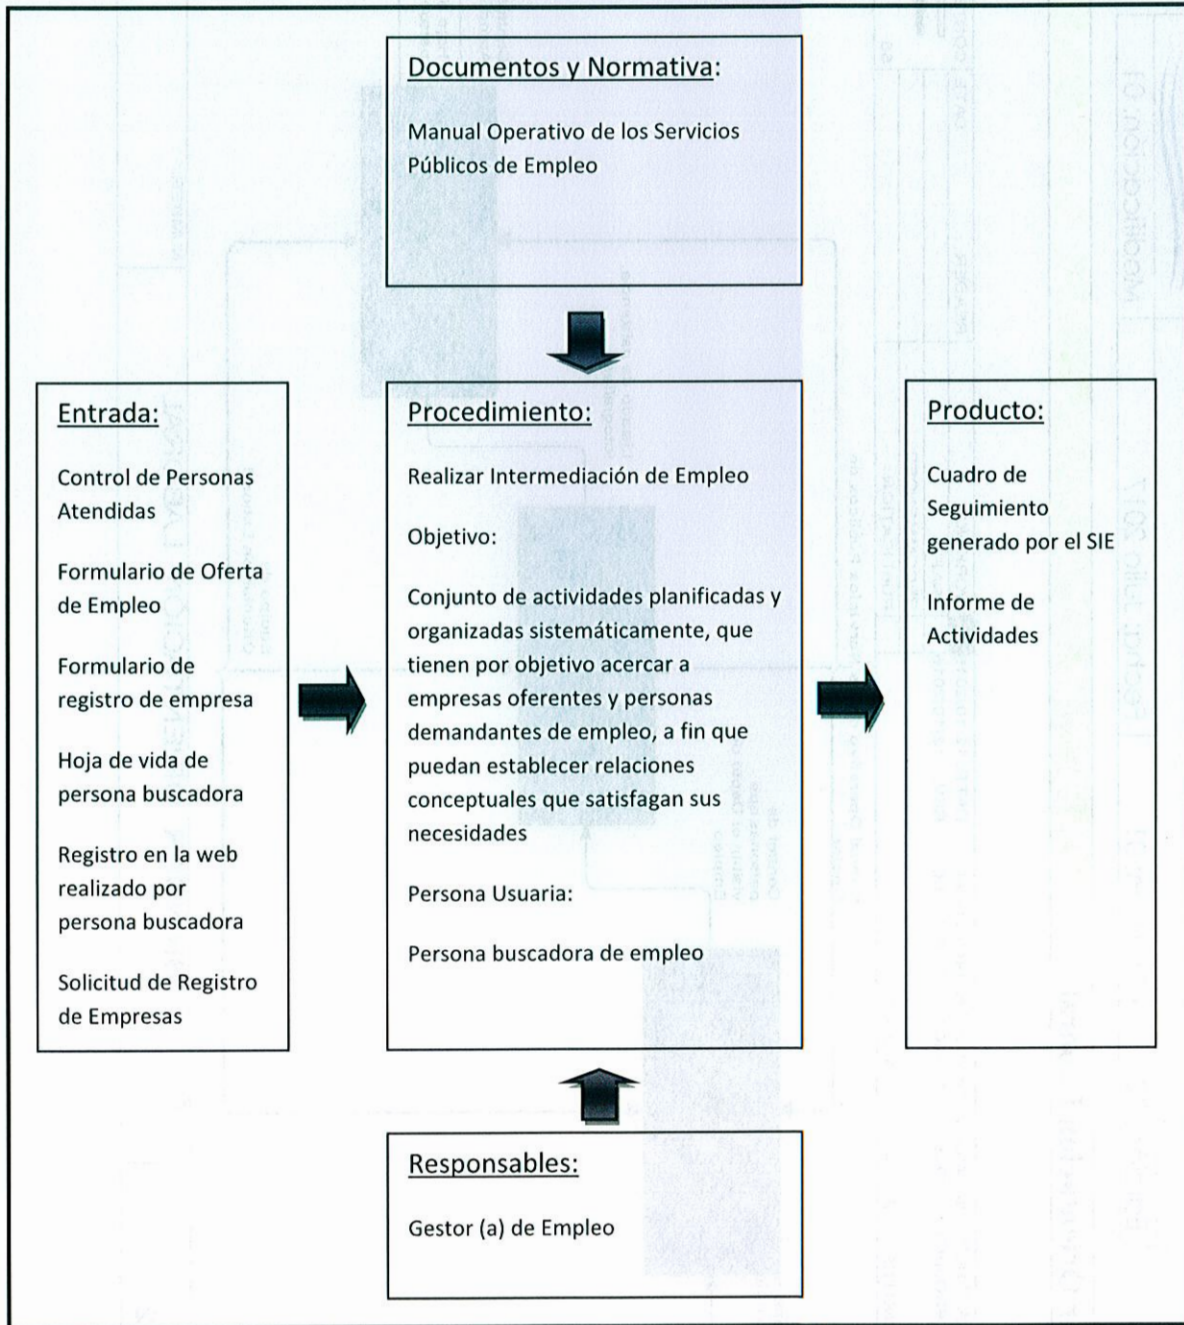 Documentos y Normativa:
Manual Operativo de los Servicios
Públicos de Empleo
Entrada:
Control de Personas
Atendidas
Formulario de Oferta
de Empleo
Formulario de
registro de empresa
Hoja de vida de
persona buscadora
Registro en la web
realizado por
persona buscadora
Solicitud de Registro
de Empresas
Procedimiento:
Realizar Intermediación de Empleo
Objetivo:
Conjunto de actividades planificadas y
organizadas sistemáticamente, que
tienen por objetivo acercar a
empresas oferentes y personas
demandantes de empleo, a fin que
puedan establecer relaciones
conceptuales que satisfagan sus
necesidades
Persona Usuaria:
Persona buscadora de empleo
Producto:
Cuadro de
Seguimiento
generado por el SIE
Informe de
Actividades
Responsables:
Gestor (a) de Empleo